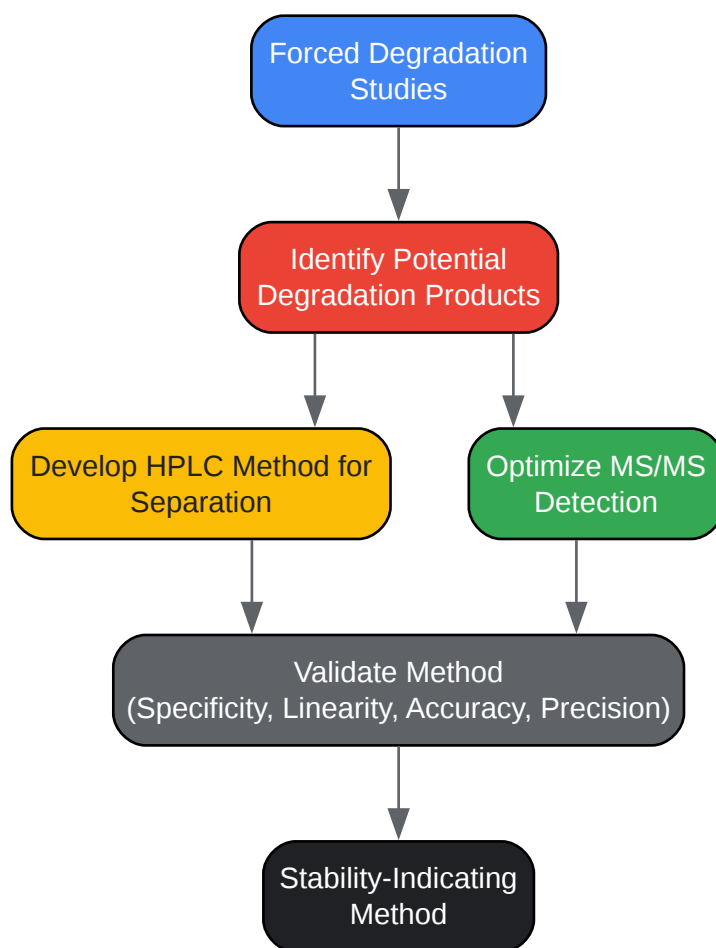 Forced Degradation
Studies
Identify Potential
Degradation Products
Develop HPLC Method for
Separation
Optimize MS/MS
Detection
Validate Method
(Specificity, Linearity, Accuracy, Precision)
Stability-Indicating
Method